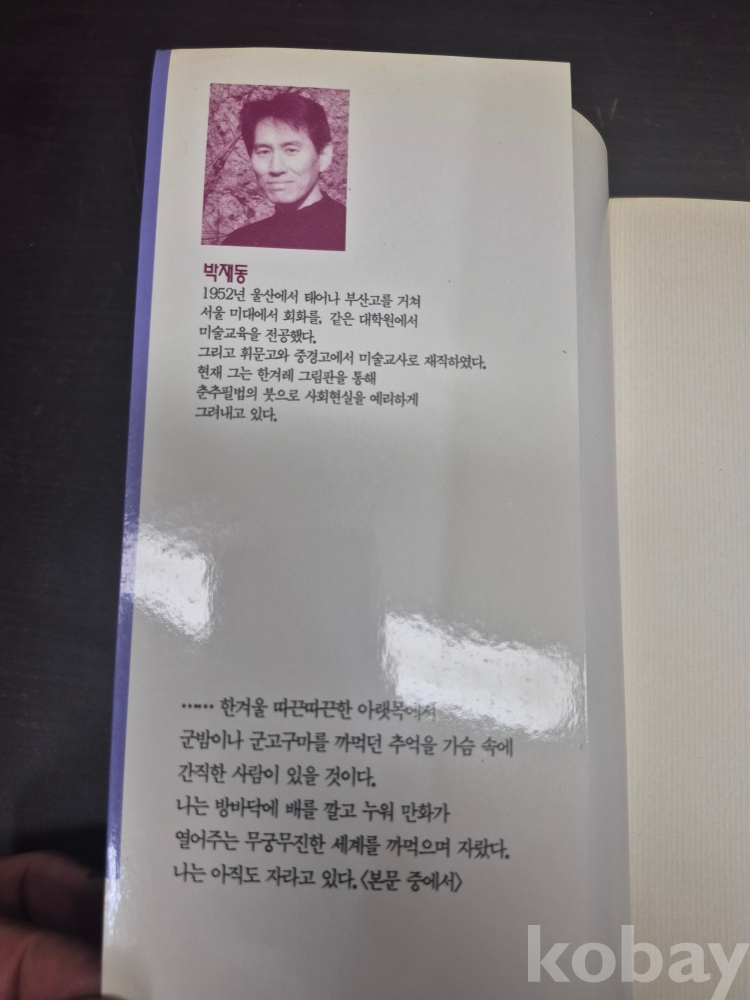 박재동
1952년 울산에서 태어나 부산고를 거쳐
서울 미대에서 회화를, 같은 대학원에서
미술교육을 전공했다.
그리고 휘문고와 중경고에서 미술교사로 재직하였다.
현재 그는 한겨레 그림판을 통해
춘추필법의 붓으로 사회현실을 예리하게
그려내고 있다.
…… 한겨울 따끈따끈한 아랫목에서
군밤이나 군고구마를 까먹던 추억을 가슴 속에
간직한 사람이 있을 것이다.
나는 방바닥에 배를 깔고 누워 만화가
열어주는 무궁무진한 세계를 까먹으며 자랐다.
나는 아직도 자라고 있다.〈본문 중에서〉
kobay